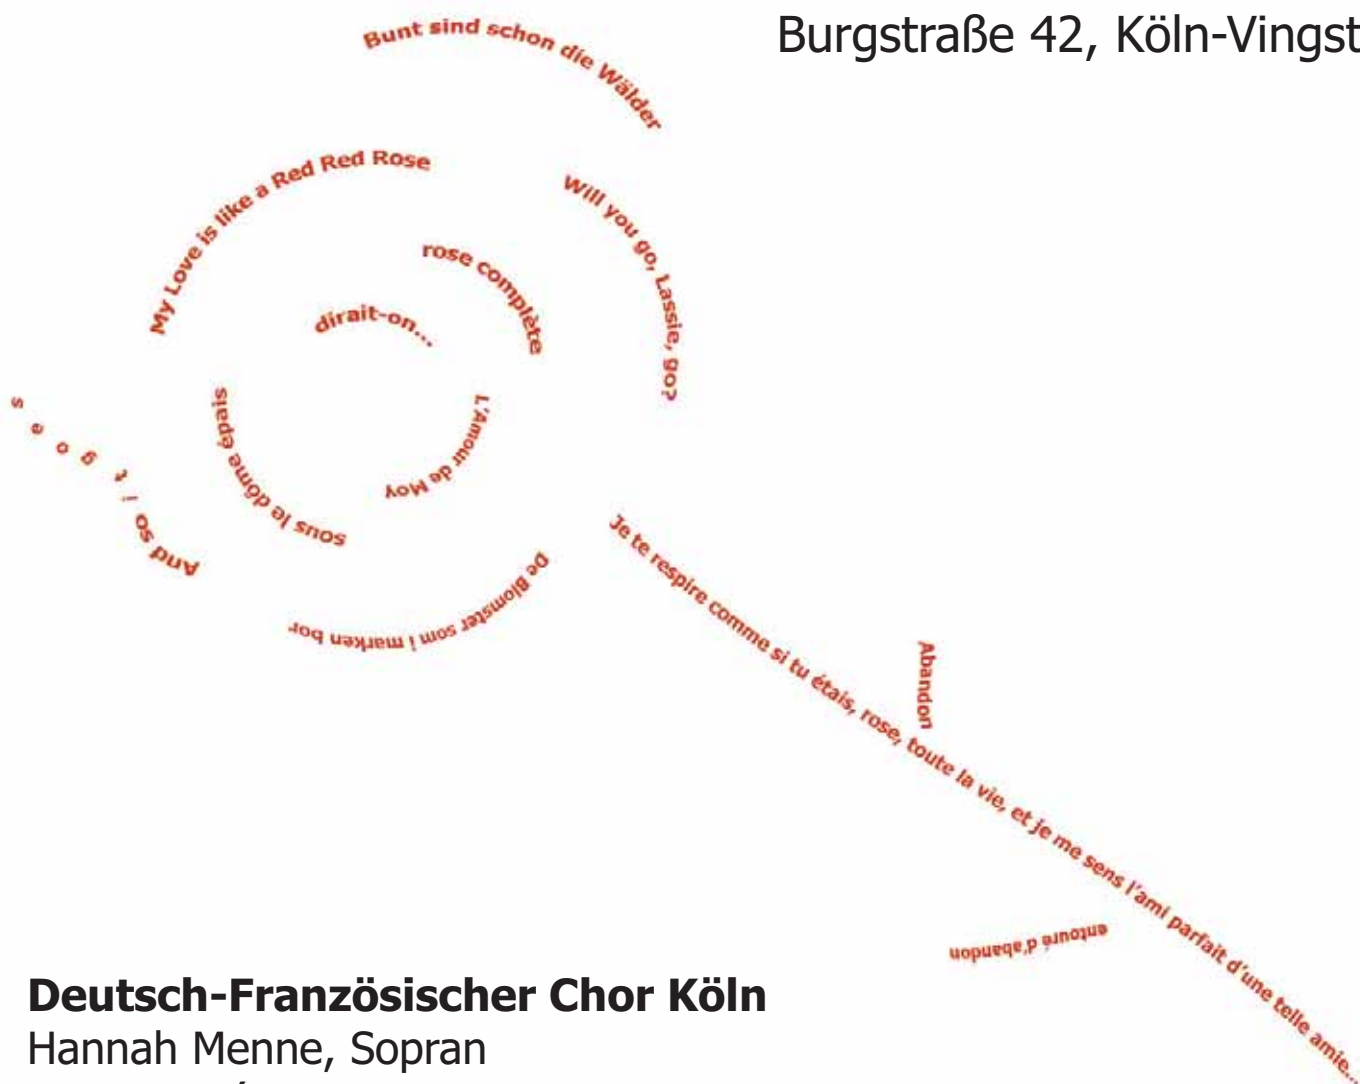 Burgstraße 42, Köln-Vingst
Bunt sind schon die Wälder
My Love is like a Red Red Rose
Will you go, Lassie, go?
rose complète
dirait-on...
L'Amour de Moy
sous le dôme épais
And so it goes
De Blomster som i marken bor
Je te respire comme si tu étais, rose, toute la vie, et je me sens l'ami parfait d'une telle amie...
Abandon
entouré d'abandon
Deutsch-Französischer Chor Köln
Hannah Menne, Sopran